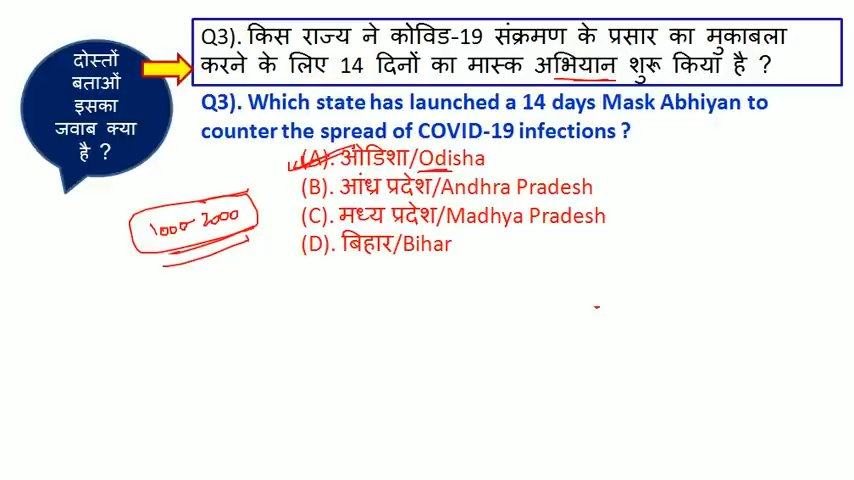 दोस्तों
बताओं
इसका
जवाब क्या
है ?
Q3). किस राज्य ने कोविड-19 संक्रमण के प्रसार का मुकाबला
करने के लिए 14 दिनों का मास्क अभियान शुरू किया है ?
Q3). Which state has launched a 14 days Mask Abhiyan to
counter the spread of COVID-19 infections ?
(A). ओडिशा/Odisha
(B). आंध्र प्रदेश/Andhra Pradesh
(C). मध्य प्रदेश/Madhya Pradesh
(D). बिहार/Bihar
1000-2000